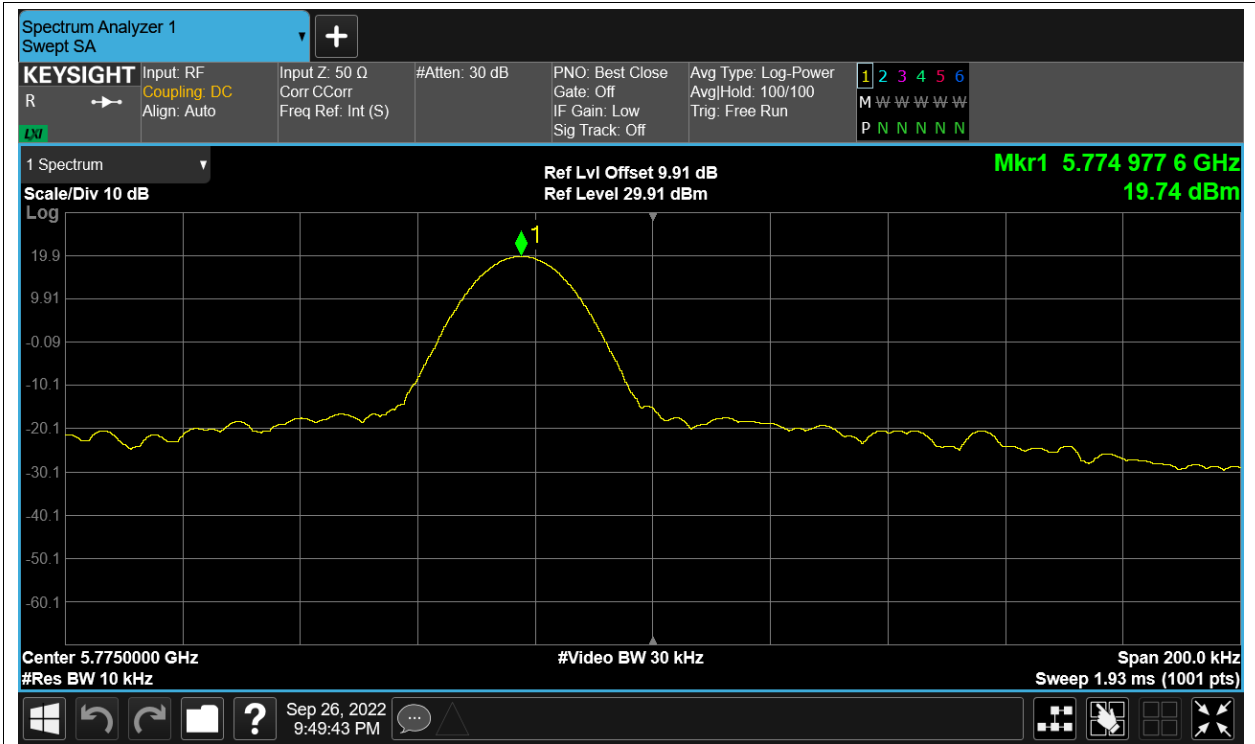 Spectrum Analyzer 1
Swept SA
KEYSIGHT
R
LXI
Input: RF
Coupling: DC
Align: Auto
Input Z: 50 Ω
Corr CCorr
Freq Ref: Int (S)
#Atten: 30 dB
PNO: Best Close
Gate: Off
IF Gain: Low
Sig Track: Off
Avg Type: Log-Power
Avg|Hold: 100/100
Trig: Free Run
1 2 3 4 5 6
M W W W W W
P N N N N N
1 Spectrum
Scale/Div 10 dB
Log
Ref Lvl Offset 9.91 dB
Ref Level 29.91 dBm
Mkr1 5.774 977 6 GHz
19.74 dBm
1
19.9
9.91
-0.09
-10.1
-20.1
-30.1
-40.1
-50.1
-60.1
Center 5.7750000 GHz
#Res BW 10 kHz
#Video BW 30 kHz
Span 200.0 kHz
Sweep 1.93 ms (1001 pts)
?
Sep 26, 2022
9:49:43 PM